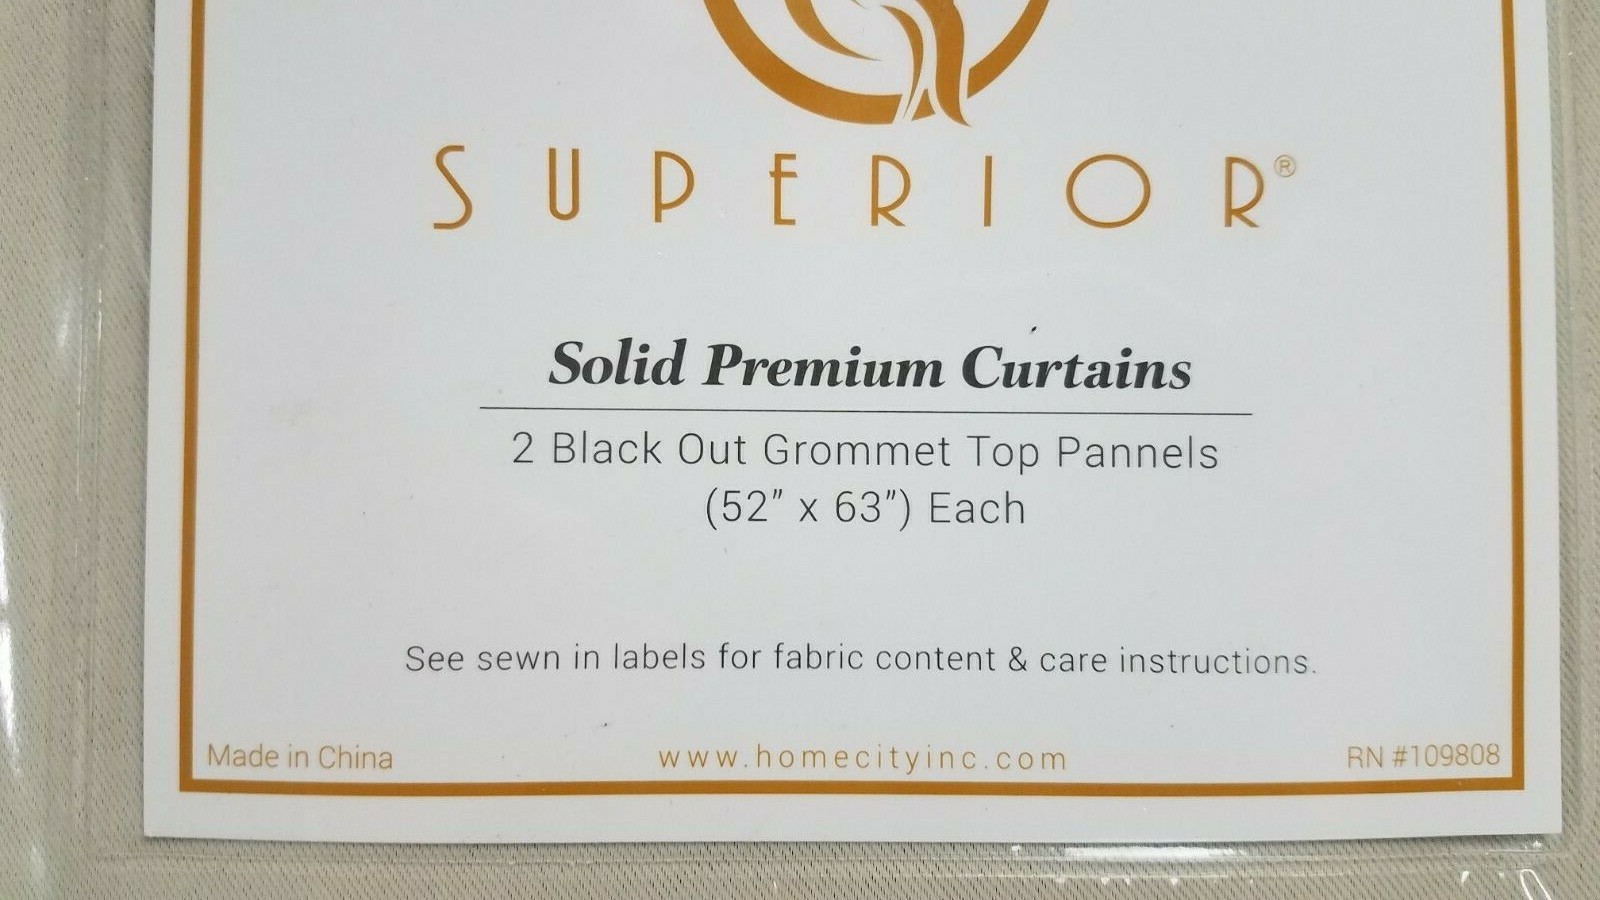 SUPERIOR®
Solid Premium Curtains
2 Black Out Grommet Top Pannels
(52" x 63") Each
See sewn in labels for fabric content & care instructions.
Made in China
www.homecityinc.com
RN #109808